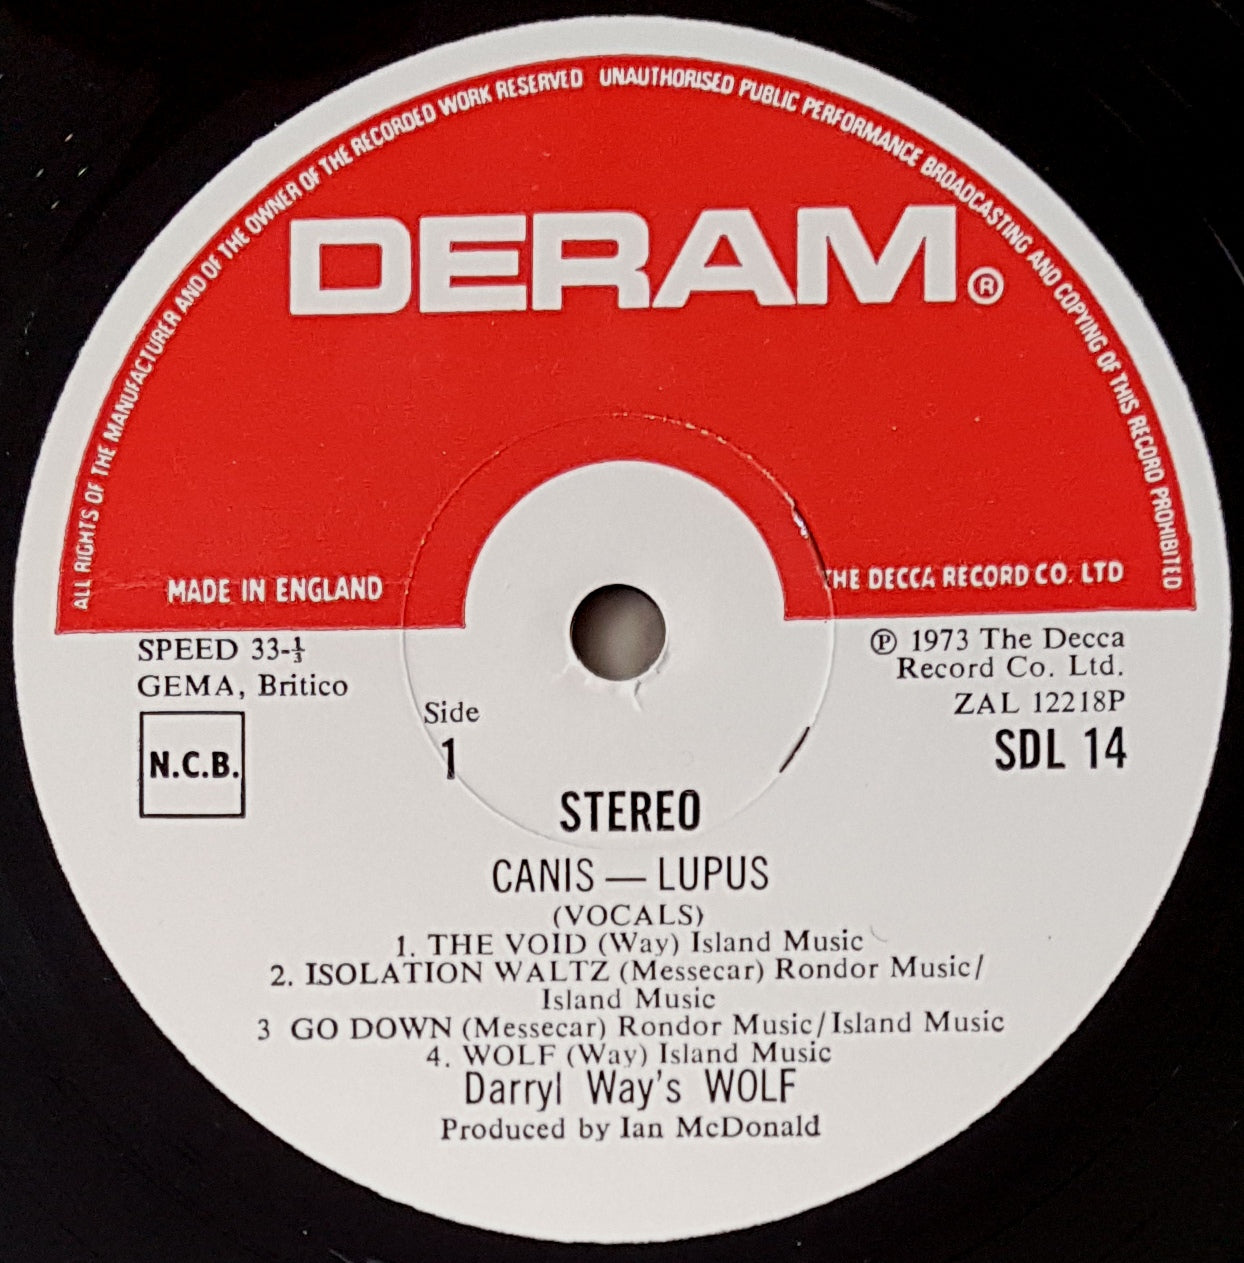 ALL RIGHTS OF THE MANUFACTURER AND OF THE OWNER OF THE RECORDED WORK RESERVED UNAUTHORISED PUBLIC PERFORMANCE BROADCASTING AND COPYING OF THIS RECORD PROHIBITED
DERAM®
MADE IN ENGLAND
THE DECCA RECORD CO. LTD
SPEED 33-⅓
GEMA, Britico
N.C.B.
℗ 1973 The Decca
Record Co. Ltd.
ZAL 12218P
SDL 14
Side
1
STEREO
CANIS — LUPUS
(VOCALS)
1. THE VOID (Way) Island Music
2. ISOLATION WALTZ (Messecar) Rondor Music/
Island Music
3 GO DOWN (Messecar) Rondor Music/Island Music
4. WOLF (Way) Island Music
Darryl Way's WOLF
Produced by Ian McDonald